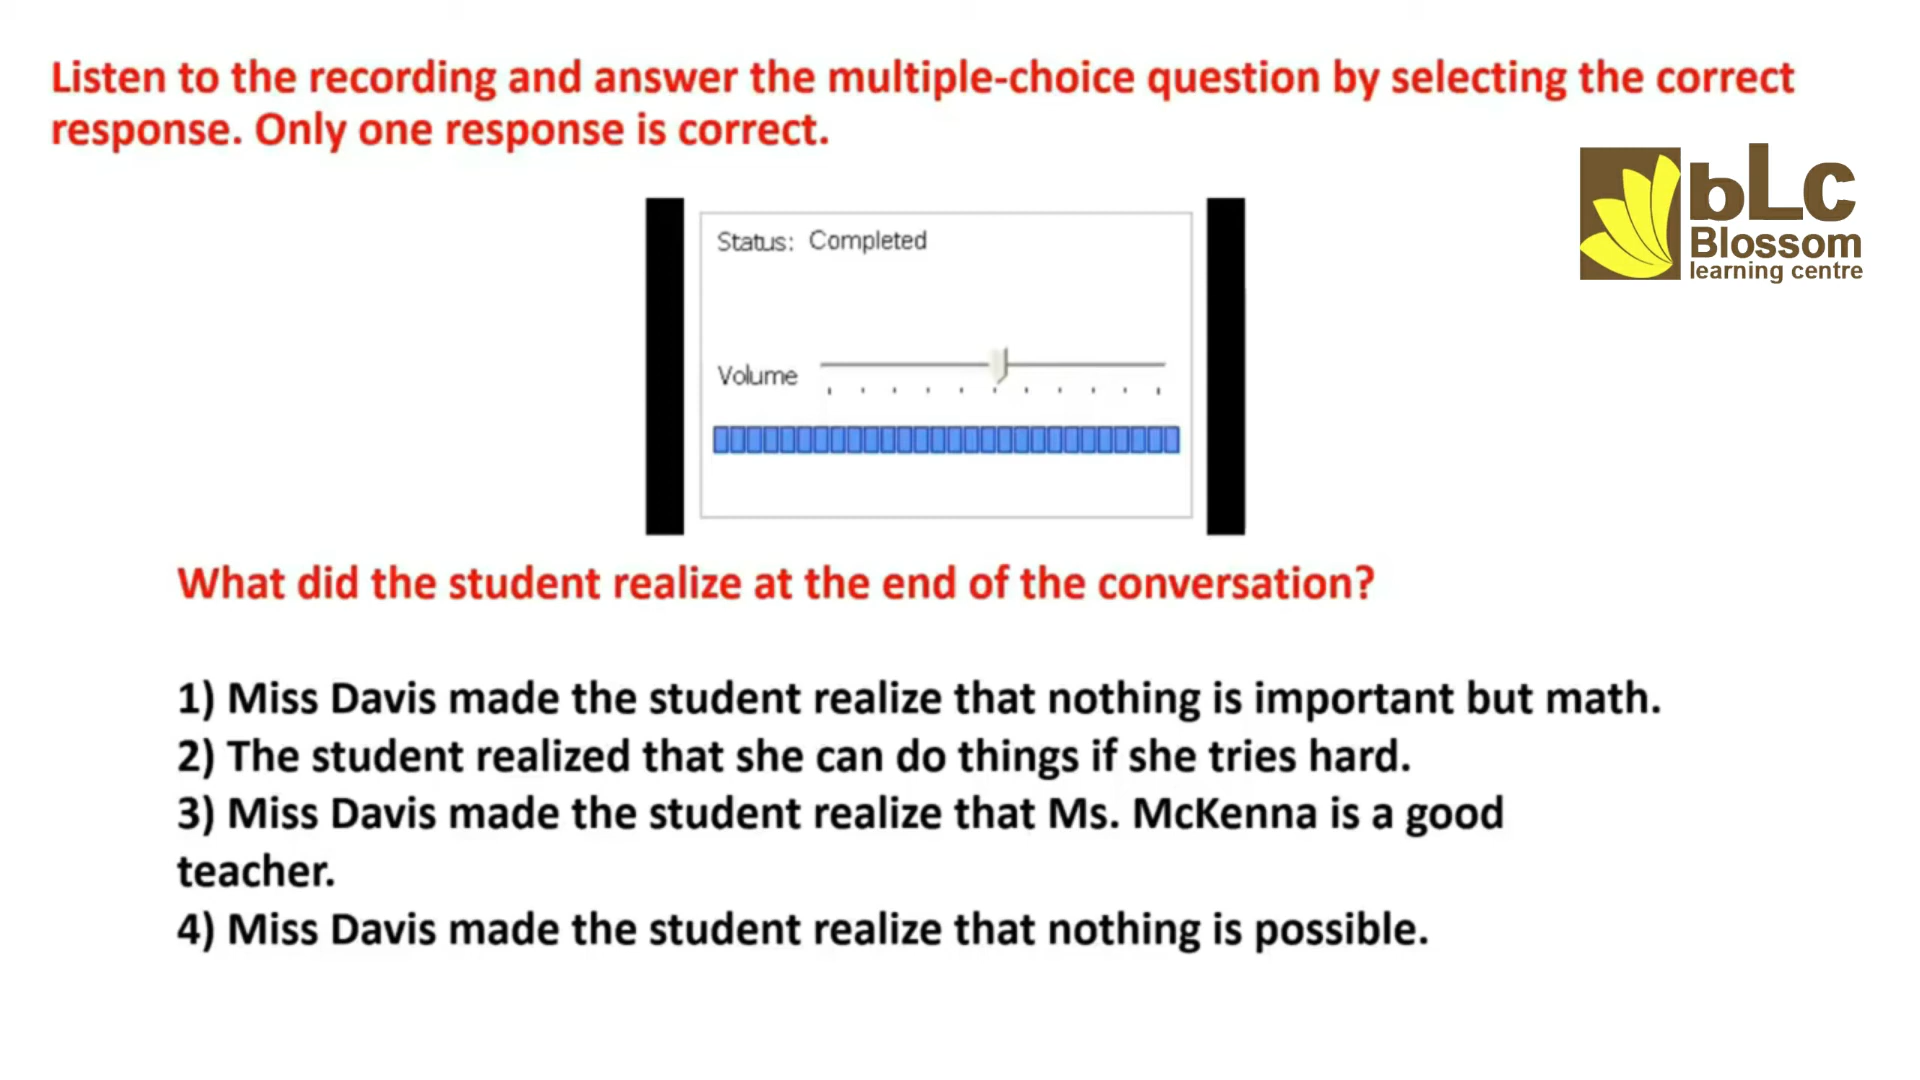 Listen to the recording and answer the multiple-choice question by selecting the correct
response. Only one response is correct.
bLC
Blossom
learning centre
Status: Completed
Volume
What did the student realize at the end of the conversation?
1) Miss Davis made the student realize that nothing is important but math.
2) The student realized that she can do things if she tries hard.
3) Miss Davis made the student realize that Ms. McKenna is a good
teacher.
4) Miss Davis made the student realize that nothing is possible.